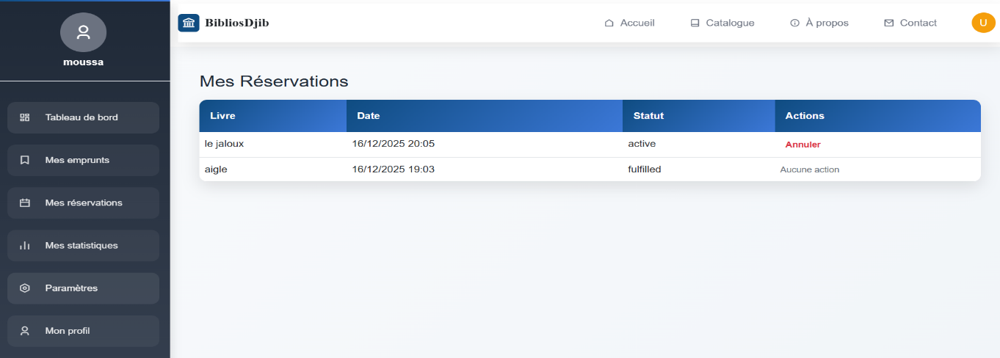 moussa
Tableau de bord
Mes emprunts
Mes réservations
Mes statistiques
Paramètres
Mon profil
BibliosDjib Accueil Catalogue À propos Contact U
Mes Réservations
Livre Date Statut Actions
le jaloux 16/12/2025 20:05 active Annuler
aigle 16/12/2025 19:03 fulfilled Aucune action